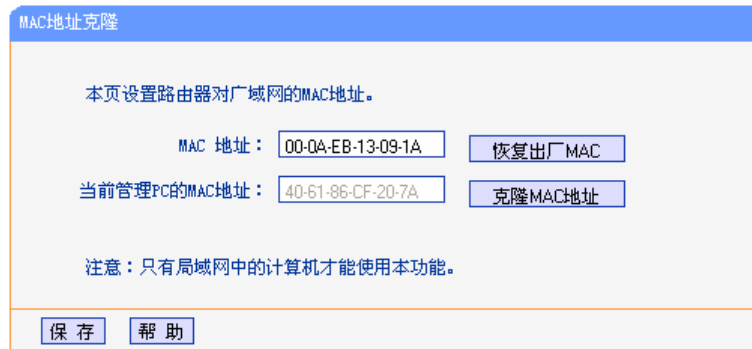 MAC地址克隆
本页设置路由器对广域网的MAC地址。
MAC 地址： 00-0A-EB-13-09-1A 恢复出厂MAC
当前管理PC的MAC地址： 40-61-86-CF-20-7A 克隆MAC地址
注意：只有局域网中的计算机才能使用本功能。
保 存 帮 助